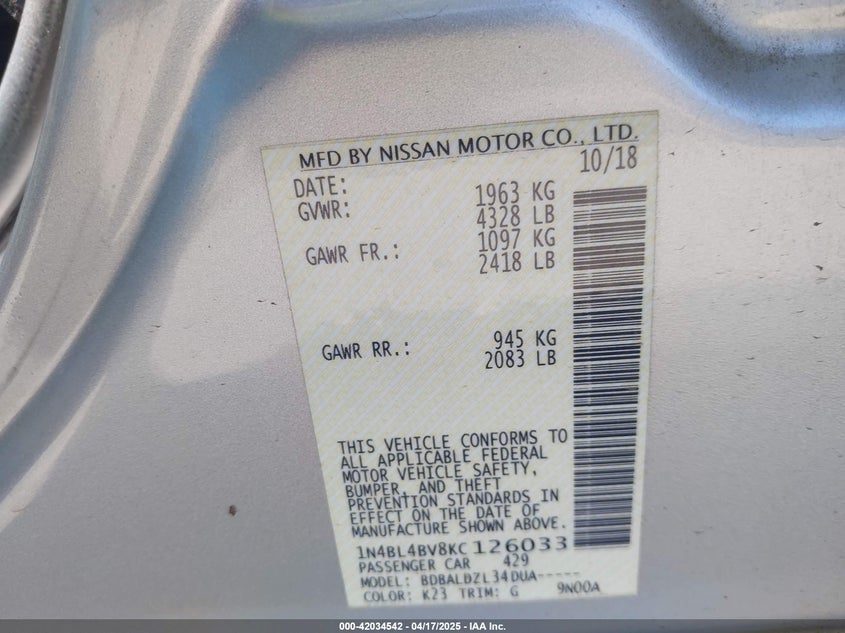 MFD BY NISSAN MOTOR CO., LTD.
DATE: 10/18
GVWR: 1963 KG
4328 LB
GAWR FR.: 1097 KG
2418 LB
GAWR RR.: 945 KG
2083 LB
THIS VEHICLE CONFORMS TO
ALL APPLICABLE FEDERAL
MOTOR VEHICLE SAFETY,
BUMPER, AND THEFT
PREVENTION STANDARDS IN
EFFECT ON THE DATE OF
MANUFACTURE SHOWN ABOVE.
1N4BL4BV8KC126033
PASSENGER CAR 429
MODEL: BDBALBZL34DUA-----
COLOR: K23 TRIM: G 9N00A
000-42034542 - 04/17/2025 - IAA Inc.